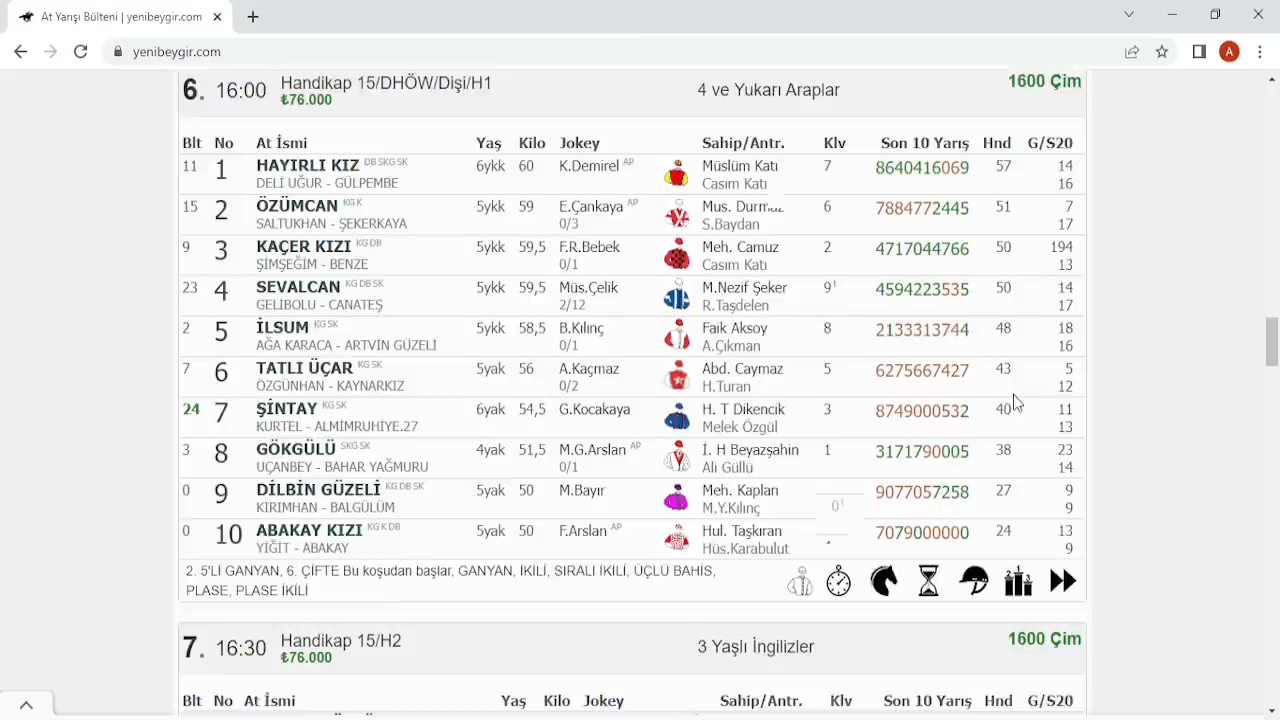 At Yarışı Bülteni | yenibeygir.com
yenibeygir.com
A
6. 16:00 Handikap 15/DHÖW/Dişi/H1 4 ve Yukarı Araplar 1600 Çim
₺76.000
Blt No At İsmi Yaş Kilo Jokey Sahip/Antr. Klv Son 10 Yarış Hnd G/S20
11 1 HAYIRLI KIZ DB SKG SK 6ykk 60 K.Demirel AP Müslüm Katı 7 8640416069 57 14
DELİ UĞUR - GÜLPEMBE Casım Katı 16
15 2 ÖZÜMCAN KG K 5ykk 59 E.Çankaya AP Mus. Durmuz 6 7884772445 51 7
SALTUKHAN - ŞEKERKAYA 0/3 S.Baydan 17
9 3 KAÇER KIZI KG DB 5ykk 59,5 F.R.Bebek Meh. Camuz 2 4717044766 50 194
ŞİMŞEĞİM - BENZE 0/1 Casım Katı 13
23 4 SEVALCAN KG DB SK 5ykk 59,5 Müs.Çelik M.Nezif Şeker 9 t 4594223535 50 14
GELİBOLU - CANATEŞ 2/12 R.Taşdelen 17
2 5 İLSUM KG SK 5ykk 58,5 B.Kılınç Faik Aksoy 8 2133313744 48 18
AĞA KARACA - ARTVİN GÜZELİ 0/1 A.Çıkman 16
7 6 TATLI ÜÇAR KG SK 5yak 56 A.Kaçmaz Abd. Caymaz 5 6275667427 43 5
ÖZGÜNHAN - KAYNARKIZ 0/2 H.Turan 12
24 7 ŞİNTAY KG SK 6yak 54,5 G.Kocakaya H. T Dikencik 3 8749000532 40 11
KURTEL - ALMİMRUHİYE.27 Melek Özgül 13
3 8 GÖKGÜLÜ SKG SK 4yak 51,5 M.G.Arslan AP İ. H Beyazşahin 1 3171790005 38 23
UÇANBEY - BAHAR YAĞMURU 0/1 Ali Güllü 14
0 9 DİLBİN GÜZELİ KG DB SK 5yak 50 M.Bayır Meh. Kaplan 0 t 9077057258 27 9
KIRIMHAN - BALGÜLÜM M.Y.Kılınç 9
0 10 ABAKAY KIZI KG K DB 5yak 50 F.Arslan AP Hul. Taşkıran 7079000000 24 13
YİĞİT - ABAKAY Hüs.Karabulut 9
2. 5'Lİ GANYAN, 6. ÇİFTE Bu koşudan başlar, GANYAN, İKİLİ, SIRALI İKİLİ, ÜÇLÜ BAHİS,
PLASE, PLASE İKİLİ
7. 16:30 Handikap 15/H2 3 Yaşlı İngilizler 1600 Çim
₺76.000
Blt No At İsmi Yaş Kilo Jokey Sahip/Antr. Klv Son 10 Yarış Hnd G/S20